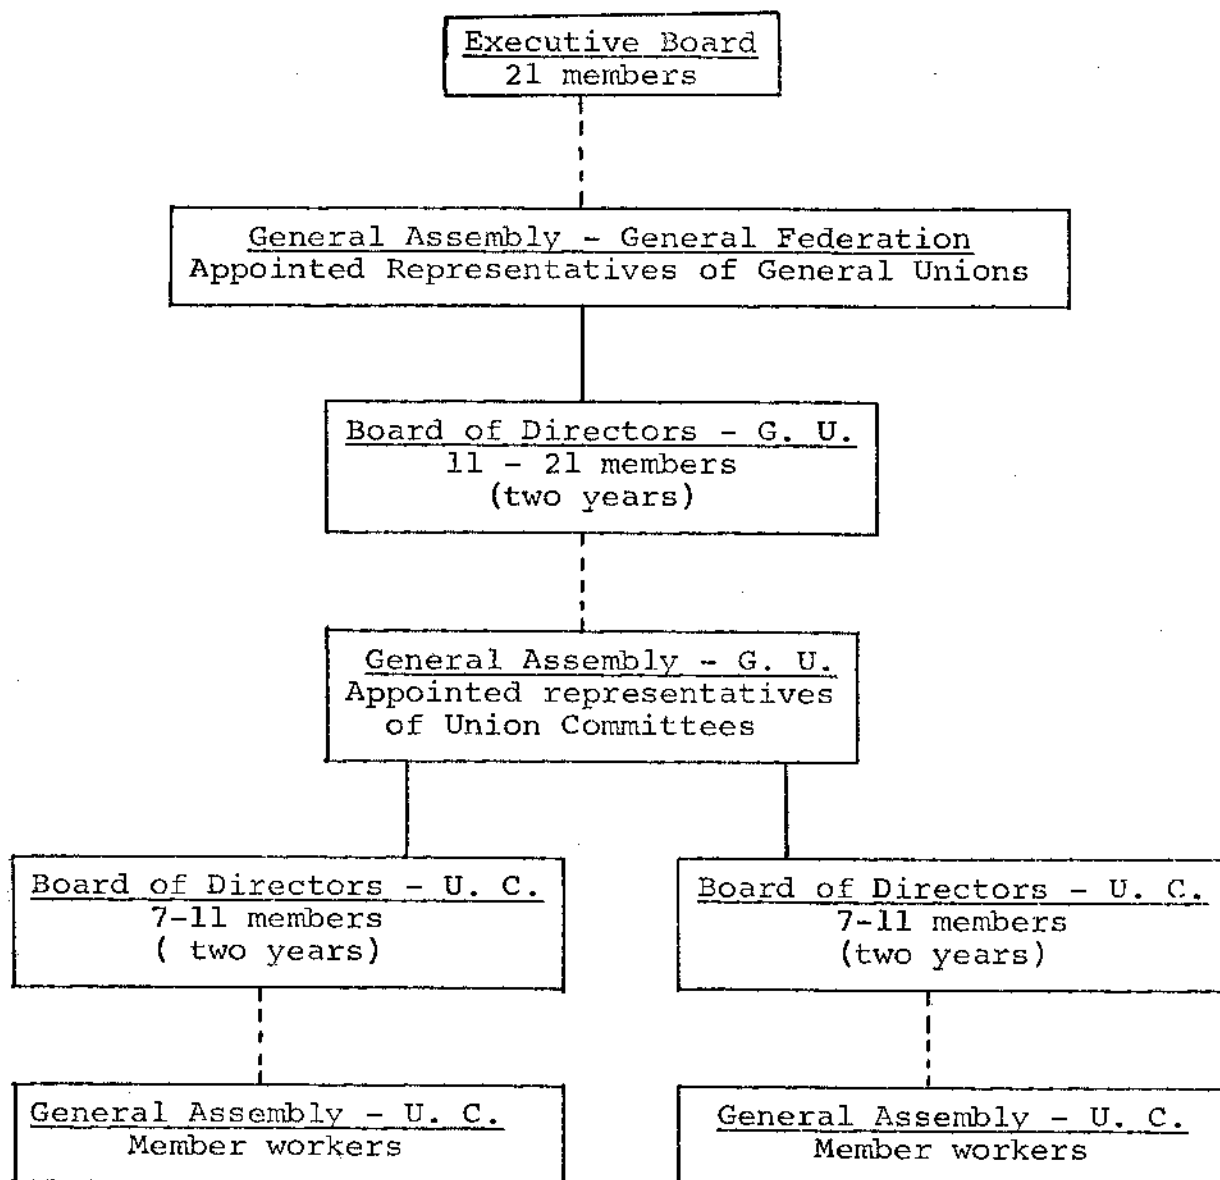 Executive Board
21 members
General Assembly - General Federation
Appointed Representatives of General Unions
Board of Directors - G. U.
11 - 21 members
(two years)
General Assembly - G. U.
Appointed representatives
of Union Committees
Board of Directors - U. C.
7-11 members
( two years)
Board of Directors - U. C.
7-11 members
(two years)
General Assembly - U. C.
Member workers
General Assembly - U. C.
Member workers